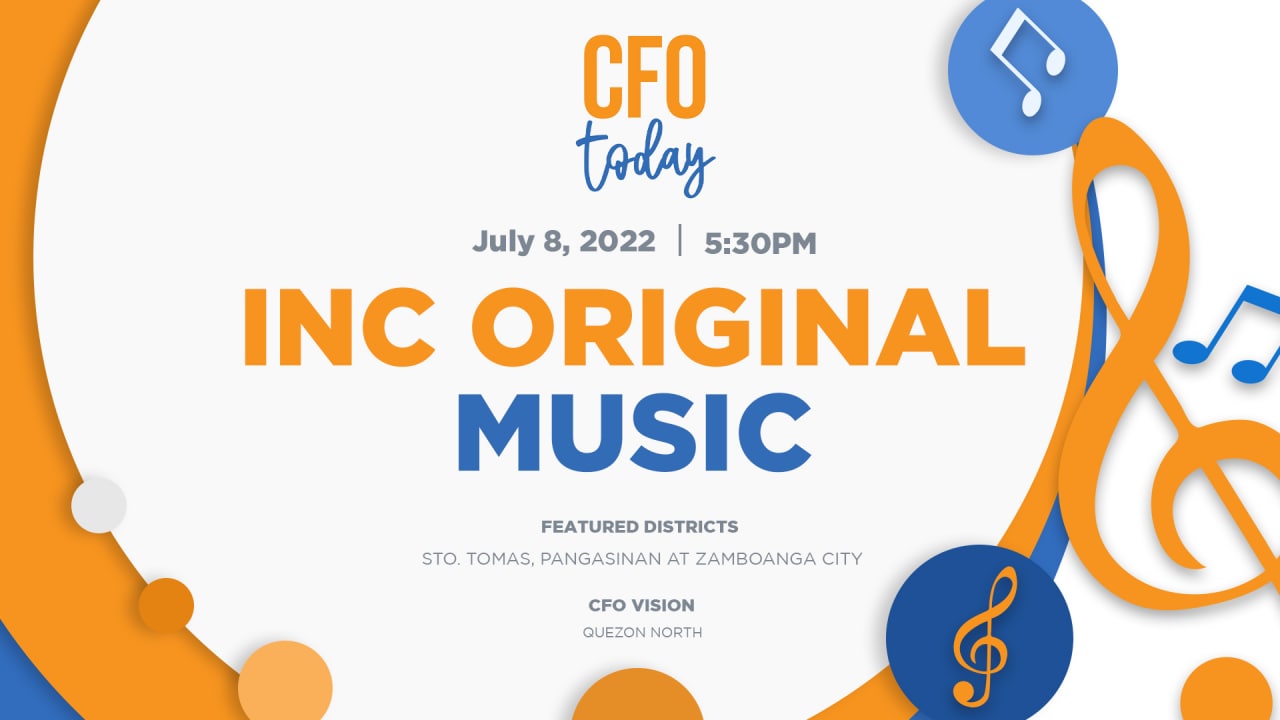 CFO
today
July 8, 2022 | 5:30PM
INC ORIGINAL
MUSIC
FEATURED DISTRICTS
STO. TOMAS, PANGASINAN AT ZAMBOANGA CITY
CFO VISION
QUEZON NORTH